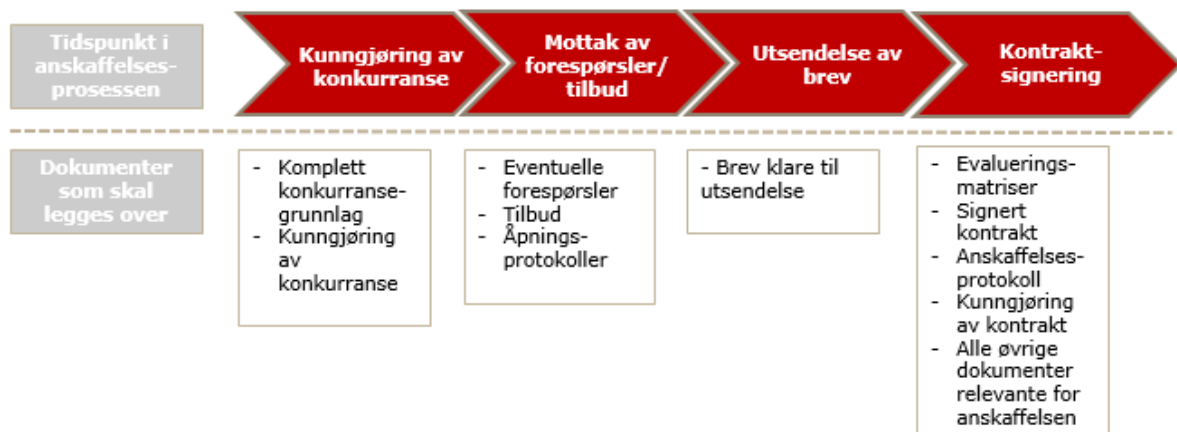 Tidspunkt i
anskaffelses-
prosessen
Kunngjøring av
konkurranse
Mottak av
forespørsler/
tilbud
Utsendelse av
brev
Kontrakt-
signering
Dokumenter
som skal
legges over
- Komplett
konkurranse-
grunnlag
- Kunngjøring
av
konkurranse
- Eventuelle
forespørsler
- Tilbud
- Åpnings-
protokoller
- Brev klare til
utsendelse
- Evaluerings-
matriser
- Signert
kontrakt
- Anskaffelses-
protokoll
- Kunngjøring
av kontrakt
- Alle øvrige
dokumenter
relevante for
anskaffelsen